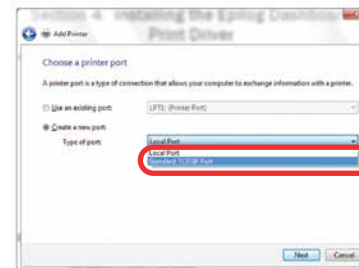 Section 4: Installing the Epilog Dashboard
Print Driver
Add Printer
Choose a printer port
A printer port is a type of connection that allows your computer to exchange information with a printer.
Use an existing port:
LPT1: (Printer Port)
Create a new port:
Type of port:
Local Port
Local Port
Standard TCP/IP Port
Next
Cancel